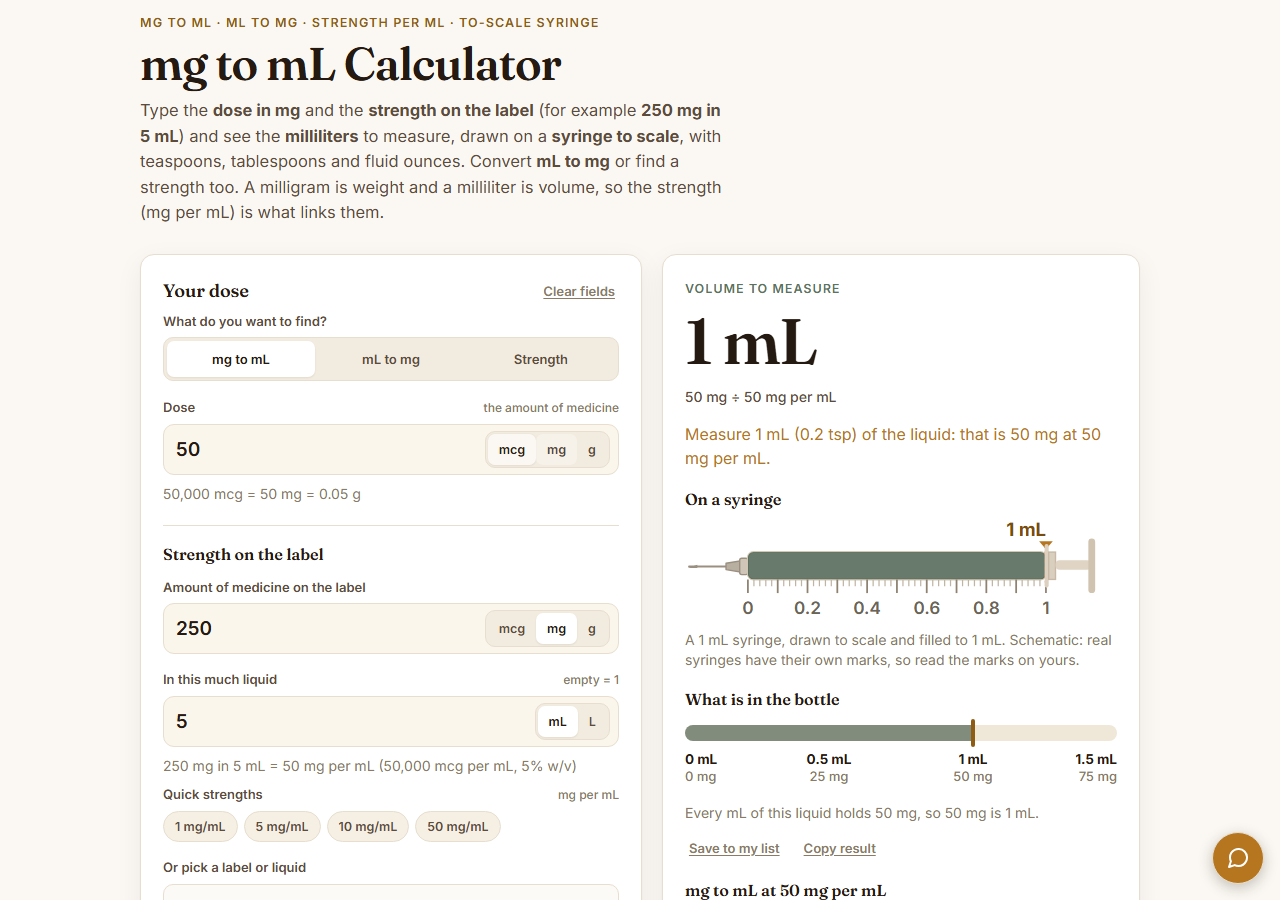 MG TO ML · ML TO MG · STRENGTH PER ML · TO-SCALE SYRINGE
mg to mL Calculator
Type the dose in mg and the strength on the label (for example 250 mg in
5 mL) and see the milliliters to measure, drawn on a syringe to scale, with
teaspoons, tablespoons and fluid ounces. Convert mL to mg or find a
strength too. A milligram is weight and a milliliter is volume, so the strength
(mg per mL) is what links them.
Your dose
Clear fields
What do you want to find?
mg to mL mL to mg Strength
Dose the amount of medicine
50 mcg mg g
50,000 mcg = 50 mg = 0.05 g
Strength on the label
Amount of medicine on the label
250 mcg mg g
In this much liquid empty = 1
5 mL L
250 mg in 5 mL = 50 mg per mL (50,000 mcg per mL, 5% w/v)
Quick strengths mg per mL
1 mg/mL 5 mg/mL 10 mg/mL 50 mg/mL
Or pick a label or liquid
VOLUME TO MEASURE
1 mL
50 mg ÷ 50 mg per mL
Measure 1 mL (0.2 tsp) of the liquid: that is 50 mg at 50
mg per mL.
On a syringe
1 mL
0 0.2 0.4 0.6 0.8 1
A 1 mL syringe, drawn to scale and filled to 1 mL. Schematic: real
syringes have their own marks, so read the marks on yours.
What is in the bottle
0 mL 0.5 mL 1 mL 1.5 mL
0 mg 25 mg 50 mg 75 mg
Every mL of this liquid holds 50 mg, so 50 mg is 1 mL.
Save to my list Copy result
mg to mL at 50 mg per mL